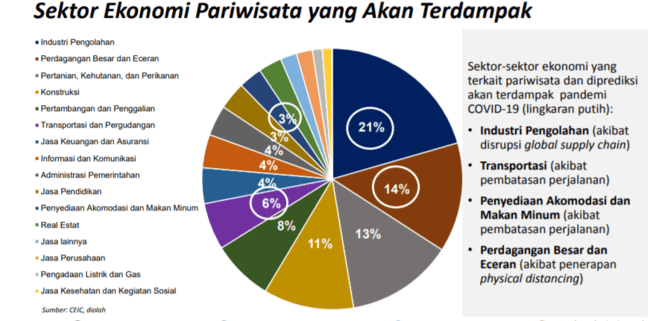 Sektor Ekonomi Pariwisata yang Akan Terdampak
Industri Pengolahan
Perdagangan Besar dan Eceran
Pertanian, Kehutanan, dan Perikanan
Konstruksi
Pertambangan dan Penggalian
Transportasi dan Pergudangan
Jasa Keuangan dan Asuransi
Informasi dan Komunikasi
Administrasi Pemerintahan
Jasa Pendidikan
Penyediaan Akomodasi dan Makan Minum
Real Estat
Jasa lainnya
Jasa Perusahaan
Pengadaan Listrik dan Gas
Jasa Kesehatan dan Kegiatan Sosial
Sumber: CEIC, diolah
21%
14%
13%
11%
8%
6%
4%
4%
4%
3%
3%
Sektor-sektor ekonomi yang
terkait pariwisata dan diprediksi
akan terdampak pandemi
COVID-19 (lingkaran putih):
• Industri Pengolahan (akibat
disrupsi global supply chain)
• Transportasi (akibat
pembatasan perjalanan)
• Penyediaan Akomodasi dan
Makan Minum (akibat
pembatasan perjalanan)
• Perdagangan Besar dan
Eceran (akibat penerapan
physical distancing)